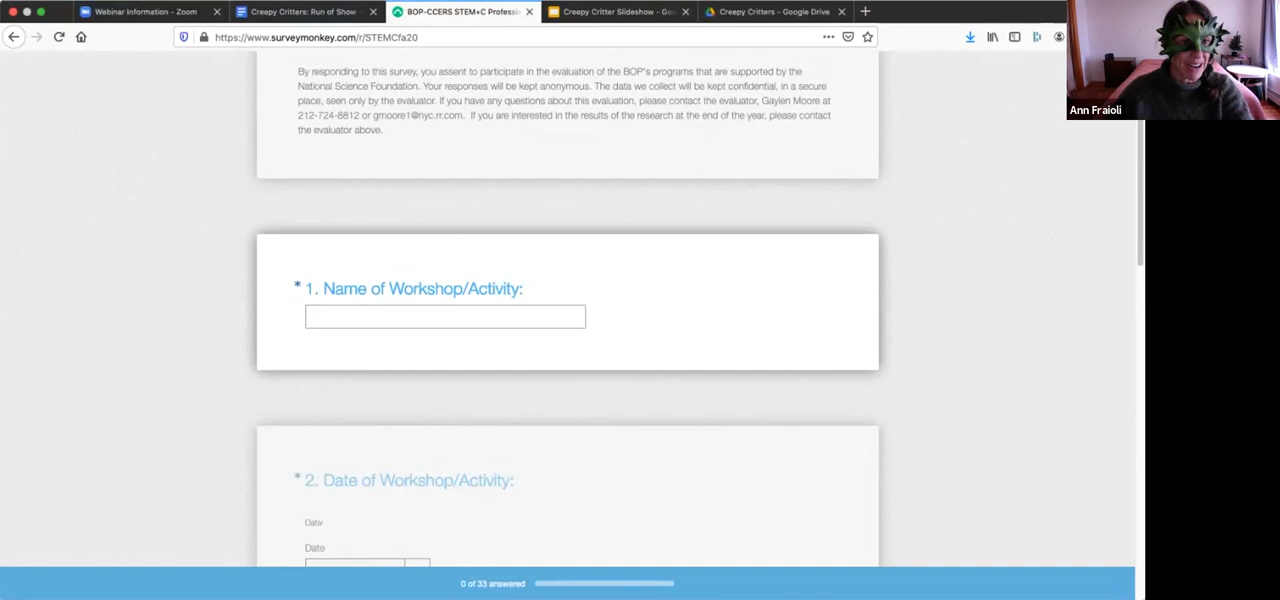 Webinar Information - Zoom
Creepy Critters: Run of Show
BOP-CCERS STEM+C Professi
Creepy Critter Slideshow - Go
Creepy Critters - Google Drive
https://www.surveymonkey.com/r/STEMCfa20
Ann Fraioli
By responding to this survey, you assent to participate in the evaluation of the BOP's programs that are supported by the
National Science Foundation. Your responses will be kept anonymous. The data we collect will be kept confidential, in a secure
place, seen only by the evaluator. If you have any questions about this evaluation, please contact the evaluator, Gaylen Moore at
212-724-8812 or gmoore1@nyc.rr.com. If you are interested in the results of the research at the end of the year, please contact
the evaluator above.
* 1. Name of Workshop/Activity:
* 2. Date of Workshop/Activity:
Date
Date
0 of 33 answered